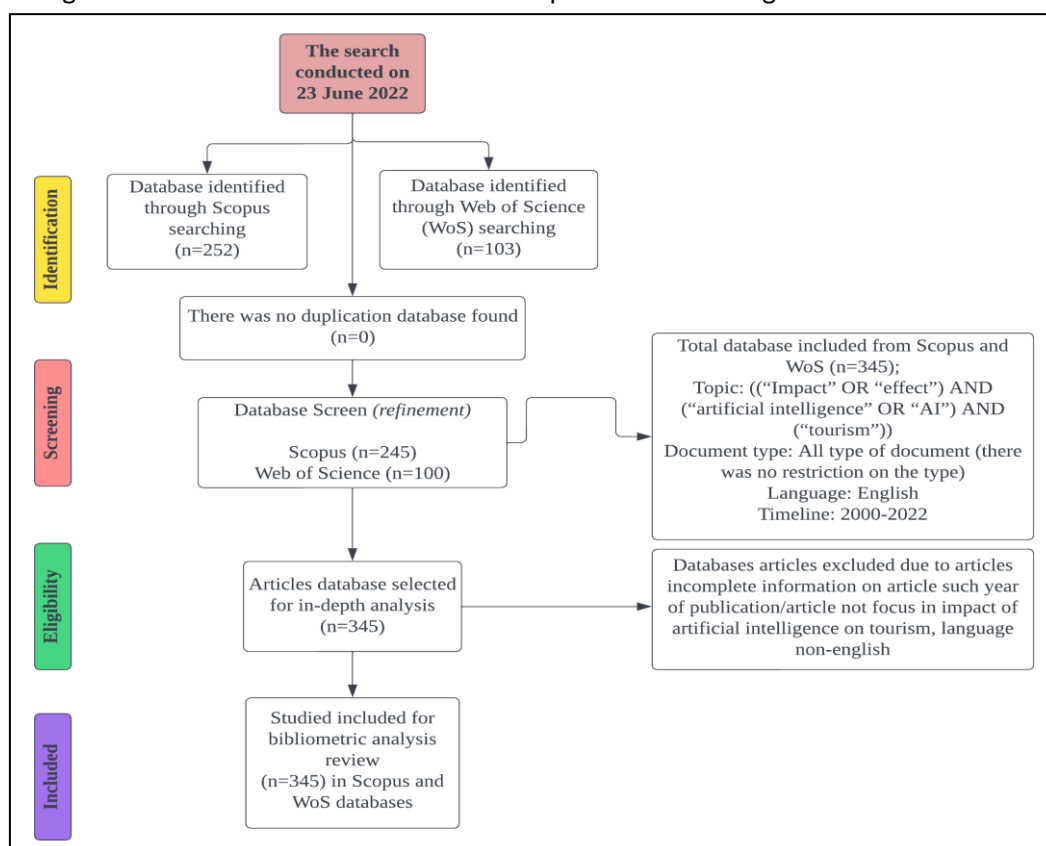 The search
conducted on
23 June 2022
Identification
Database identified
through Scopus
searching
(n=252)
Database identified
through Web of Science
(WoS) searching
(n=103)
There was no duplication database found
(n=0)
Screening
Database Screen (refinement)
Scopus (n=245)
Web of Science (n=100)
Total database included from Scopus and
WoS (n=345);
Topic: ((“Impact” OR “effect”) AND
(“artificial intelligence” OR “AI”) AND
(“tourism”))
Document type: All type of document (there
was no restriction on the type)
Language: English
Timeline: 2000-2022
Eligibility
Articles database selected
for in-depth analysis
(n=345)
Databases articles excluded due to articles
incomplete information on article such year
of publication/article not focus in impact of
artificial intelligence on tourism, language
non-english
Included
Studied included for
bibliometric analysis
review
(n=345) in Scopus and
WoS databases